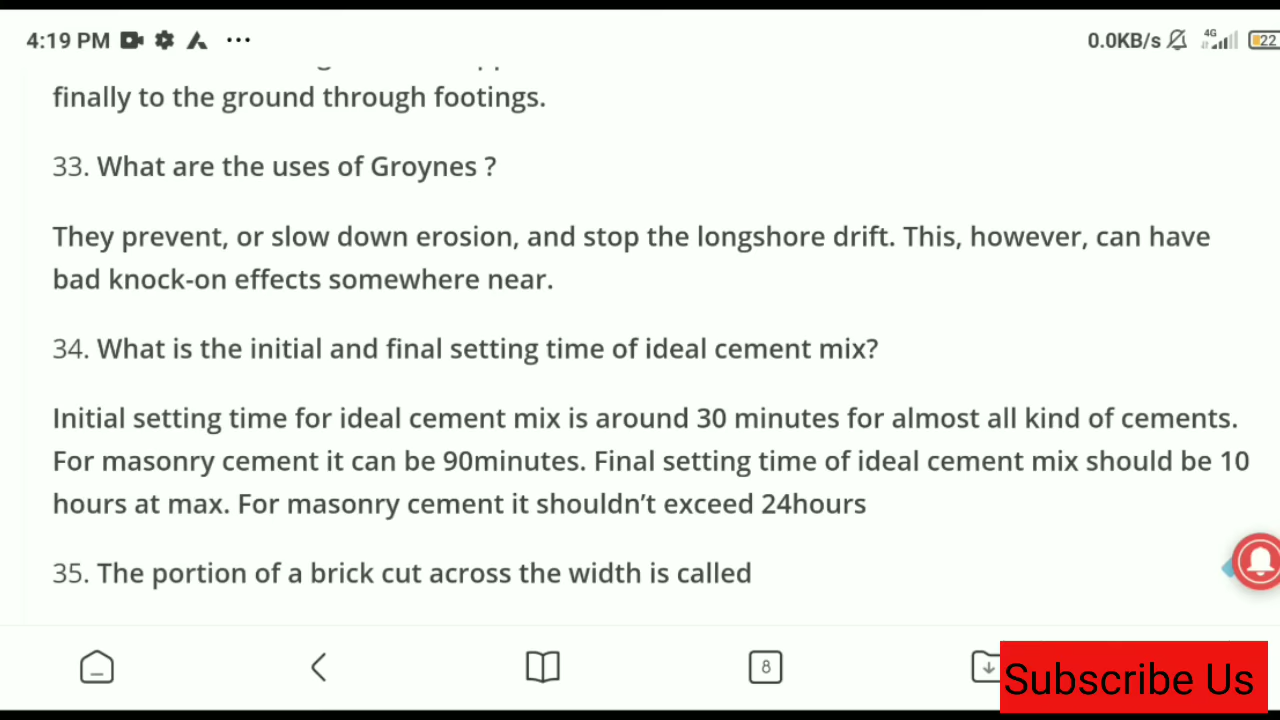 4:19 PM ...
0.0KB/s 4G 22
finally to the ground through footings.
33. What are the uses of Groynes ?
They prevent, or slow down erosion, and stop the longshore drift. This, however, can have
bad knock-on effects somewhere near.
34. What is the initial and final setting time of ideal cement mix?
Initial setting time for ideal cement mix is around 30 minutes for almost all kind of cements.
For masonry cement it can be 90minutes. Final setting time of ideal cement mix should be 10
hours at max. For masonry cement it shouldn’t exceed 24hours
35. The portion of a brick cut across the width is called
8
Subscribe Us